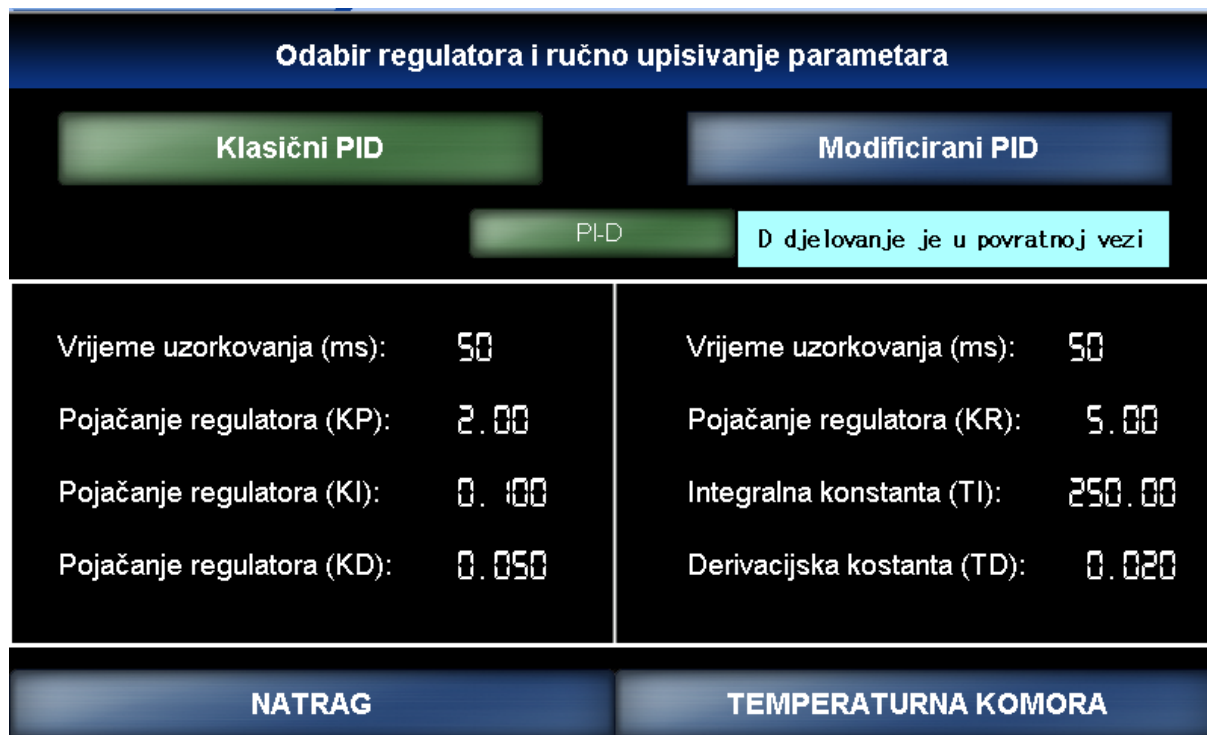 Odabir regulatora i ručno upisivanje parametara
Klasični PID
Modificirani PID
PI-D
D djelovanje je u povratnoj vezi
Vrijeme uzorkovanja (ms): 50
Vrijeme uzorkovanja (ms): 50
Pojačanje regulatora (KP): 2.00
Pojačanje regulatora (KR): 5.00
Pojačanje regulatora (KI): 0.100
Integralna konstanta (TI): 250.00
Pojačanje regulatora (KD): 0.050
Derivacijska kostanta (TD): 0.020
NATRAG
TEMPERATURNA KOMORA